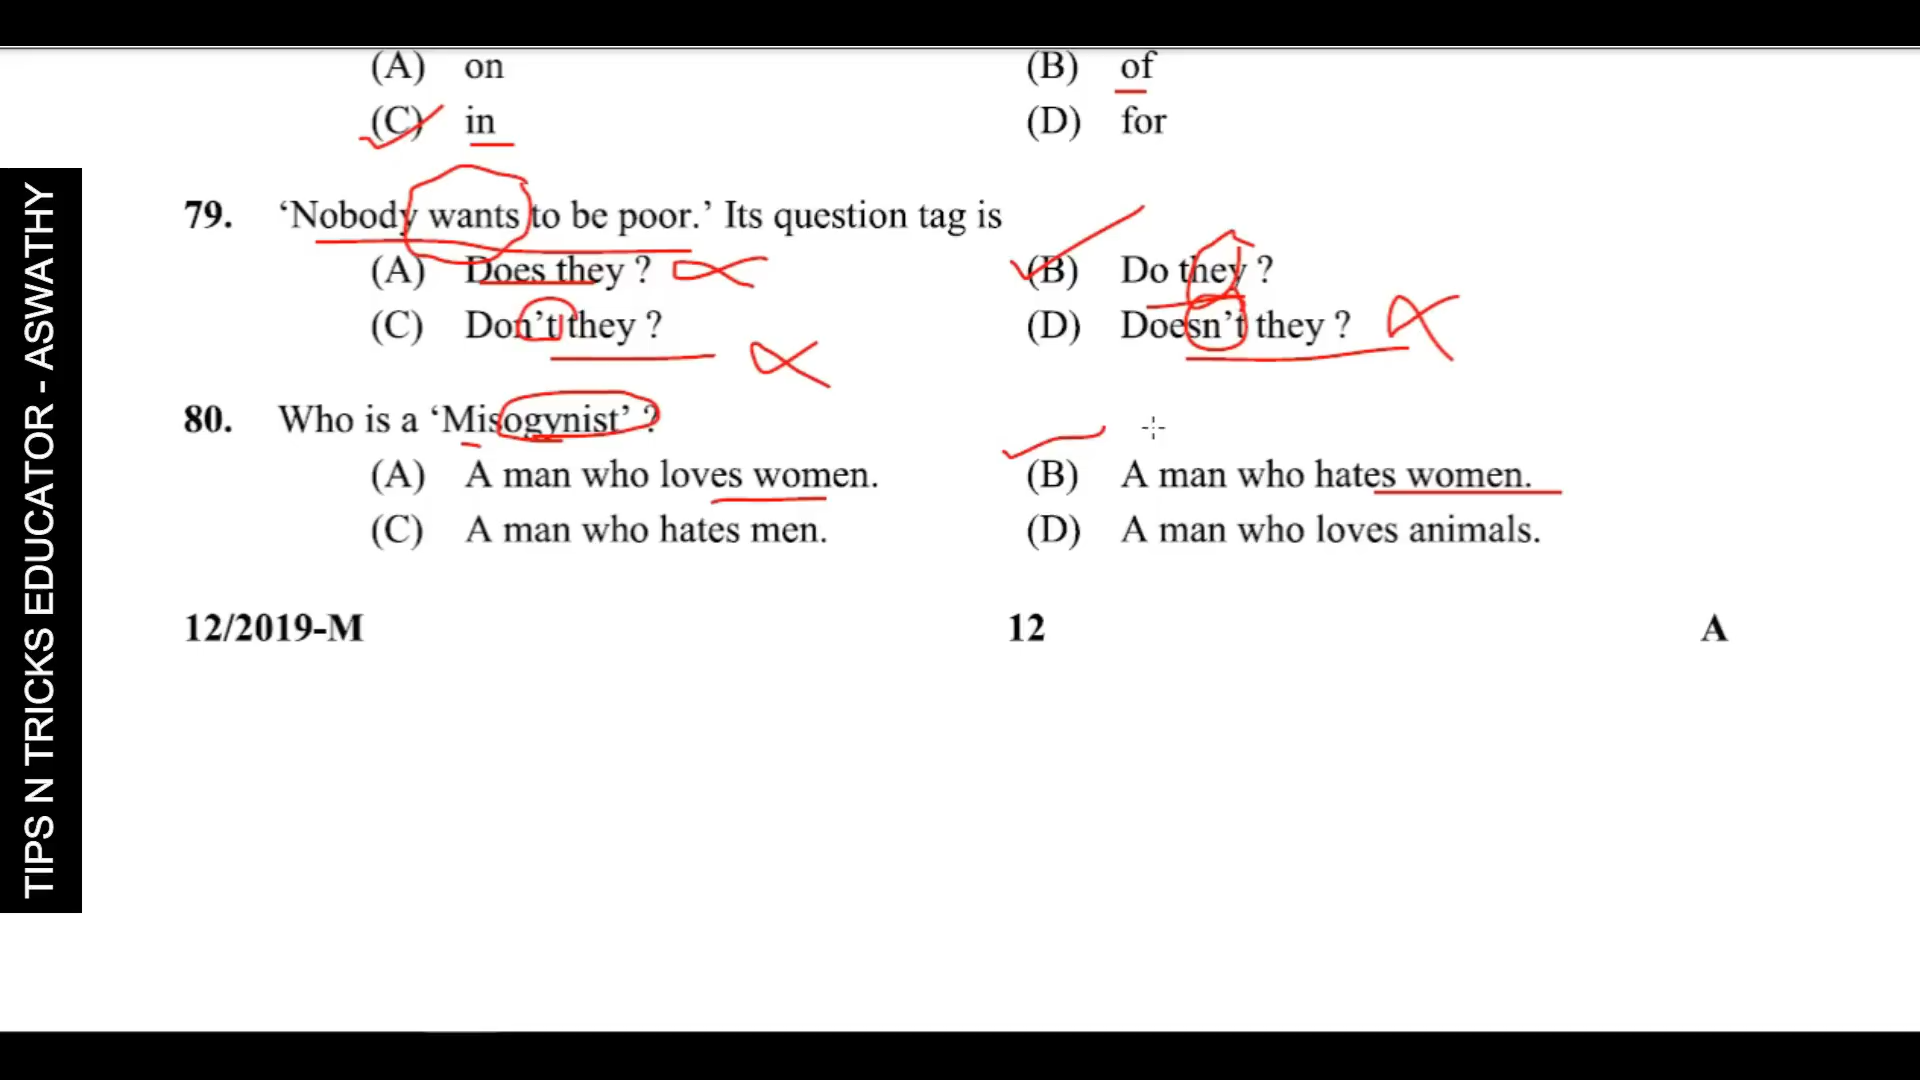 (A) on (B) of
(C) in (D) for
79. ‘Nobody wants to be poor.’ Its question tag is
(A) Does they ? (B) Do they ?
(C) Don’t they ? (D) Doesn’t they ?
80. Who is a ‘Misogynist’ ?
(A) A man who loves women. (B) A man who hates women.
(C) A man who hates men. (D) A man who loves animals.
12/2019-M 12 A
TIPS N TRICKS EDUCATOR - ASWATHY